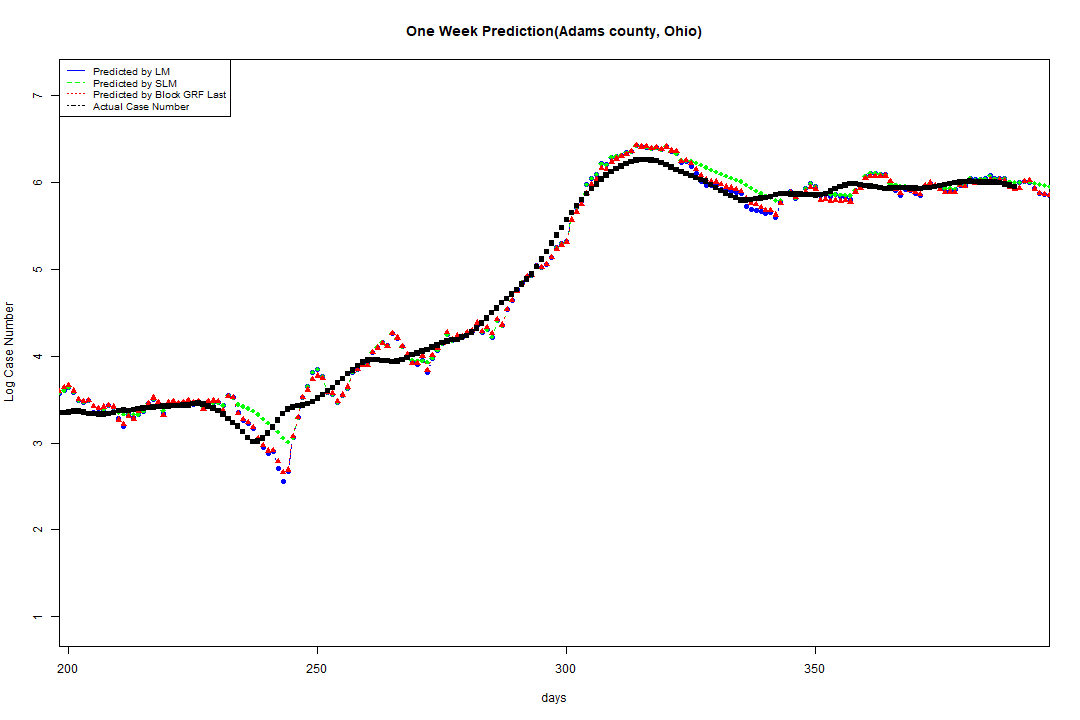 One Week Prediction(Adams county, Ohio)
Predicted by LM
Predicted by SLM
Predicted by Block GRF Last
Actual Case Number
7
6
5
4
3
2
1
Log Case Number
200 250 300 350
days